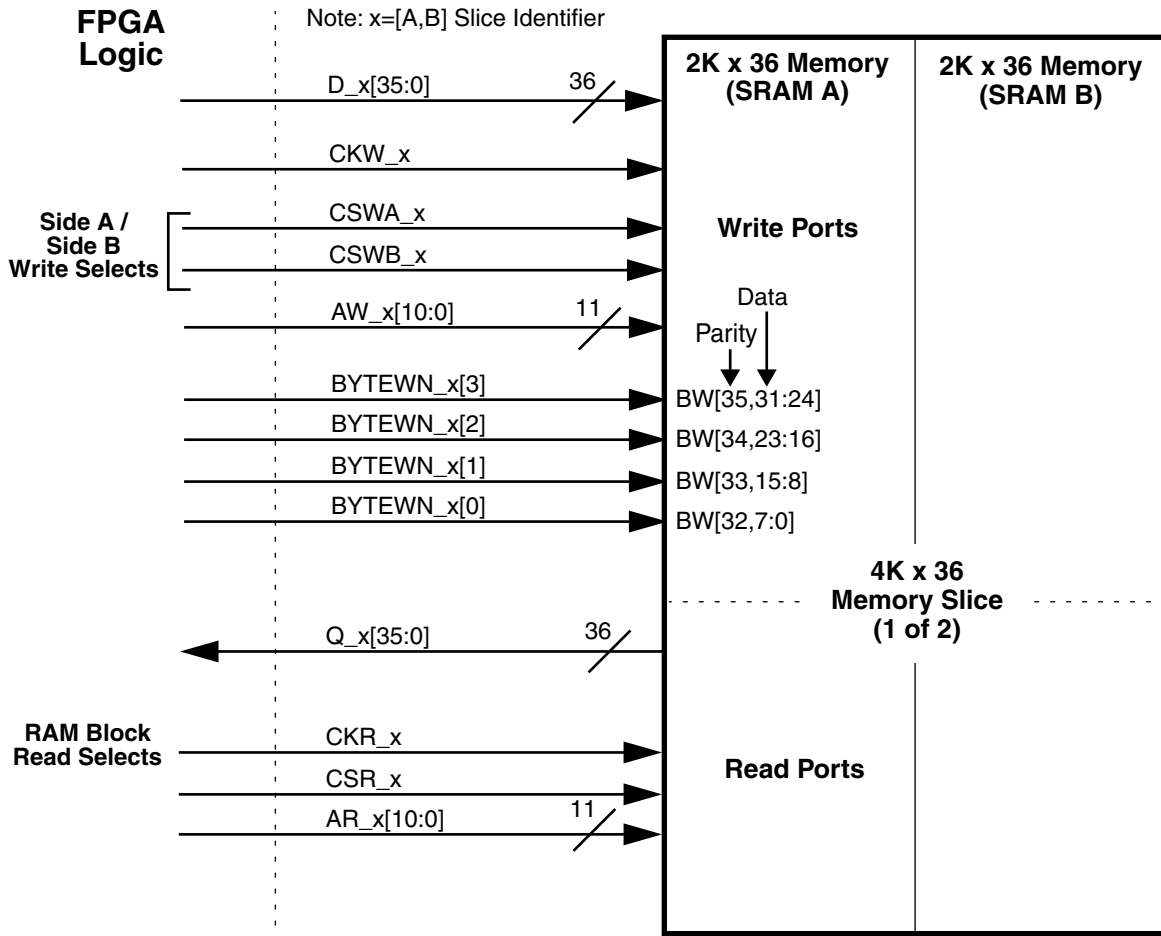 FPGA
Logic
Note: x=[A,B] Slice Identifier
2K x 36 Memory
(SRAM A)
2K x 36 Memory
(SRAM B)
D_x[35:0]
36
CKW_x
Side A /
Side B
Write Selects
CSWA_x
CSWB_x
Write Ports
AW_x[10:0]
11
Data
Parity
BYTEWN_x[3]
BW[35,31:24]
BYTEWN_x[2]
BW[34,23:16]
BYTEWN_x[1]
BW[33,15:8]
BYTEWN_x[0]
BW[32,7:0]
4K x 36
Memory Slice
(1 of 2)
Q_x[35:0]
36
RAM Block
Read Selects
CKR_x
CSR_x
AR_x[10:0]
11
Read Ports